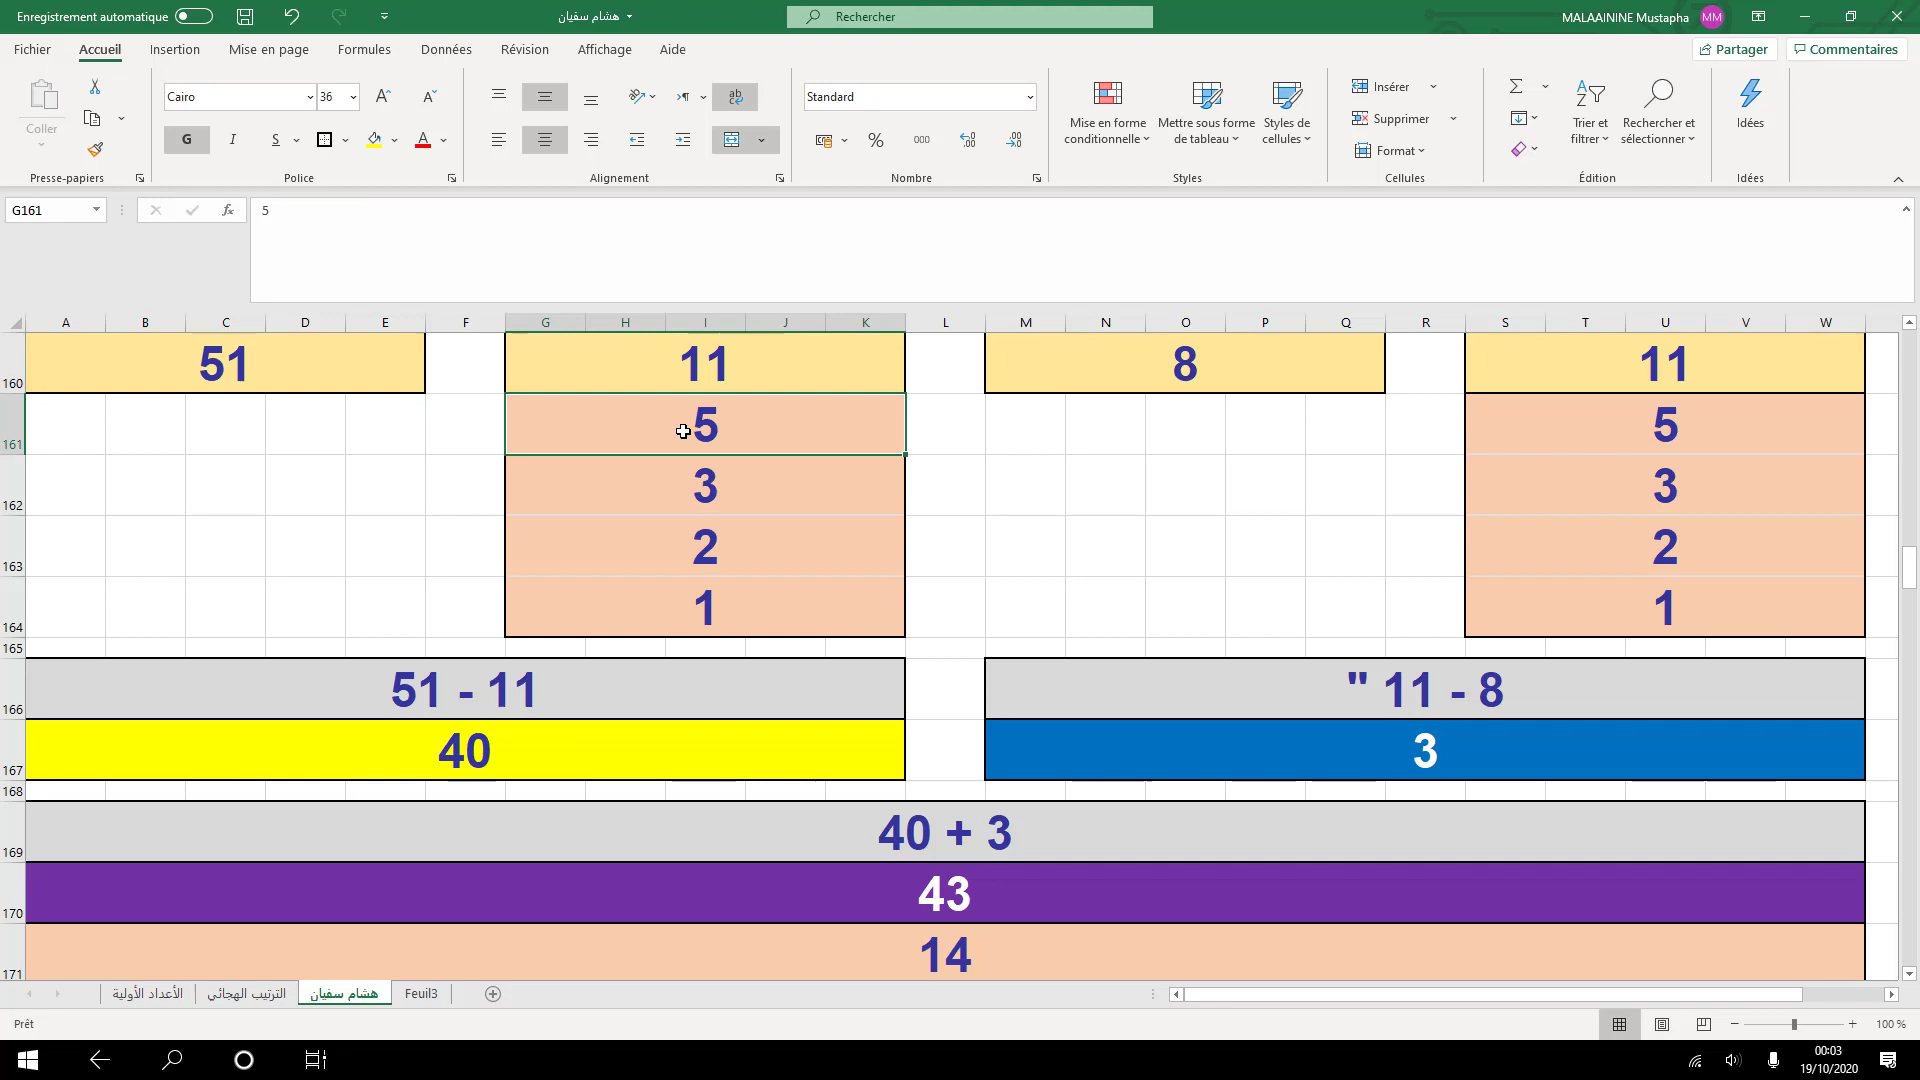 Enregistrement automatique
هشام سفيان
Rechercher
MALAAININE Mustapha MM
Fichier Accueil Insertion Mise en page Formules Données Révision Affichage Aide Partager Commentaires
Coller
Presse-papiers
Cairo 36
G I S A
Police
Alignement
Standard
% 000
Nombre
Mise en forme conditionnelle
Mettre sous forme de tableau
Styles de cellules
Styles
Insérer
Supprimer
Format
Cellules
Trier et filtrer
Rechercher et sélectionner
Édition
Idées
Idées
G161 fx 5
A B C D E F G H I J K L M N O P Q R S T U V W
160 51 11 8 11
161 5 5
162 3 3
163 2 2
164 1 1
165
166 51 - 11 " 11 - 8
167 40 3
168
169 40 + 3
170 43
171 14
الأعداد الأولية الترتيب الهجائي هشام سفيان Feuil3
Prêt 100 %
00:03
19/10/2020